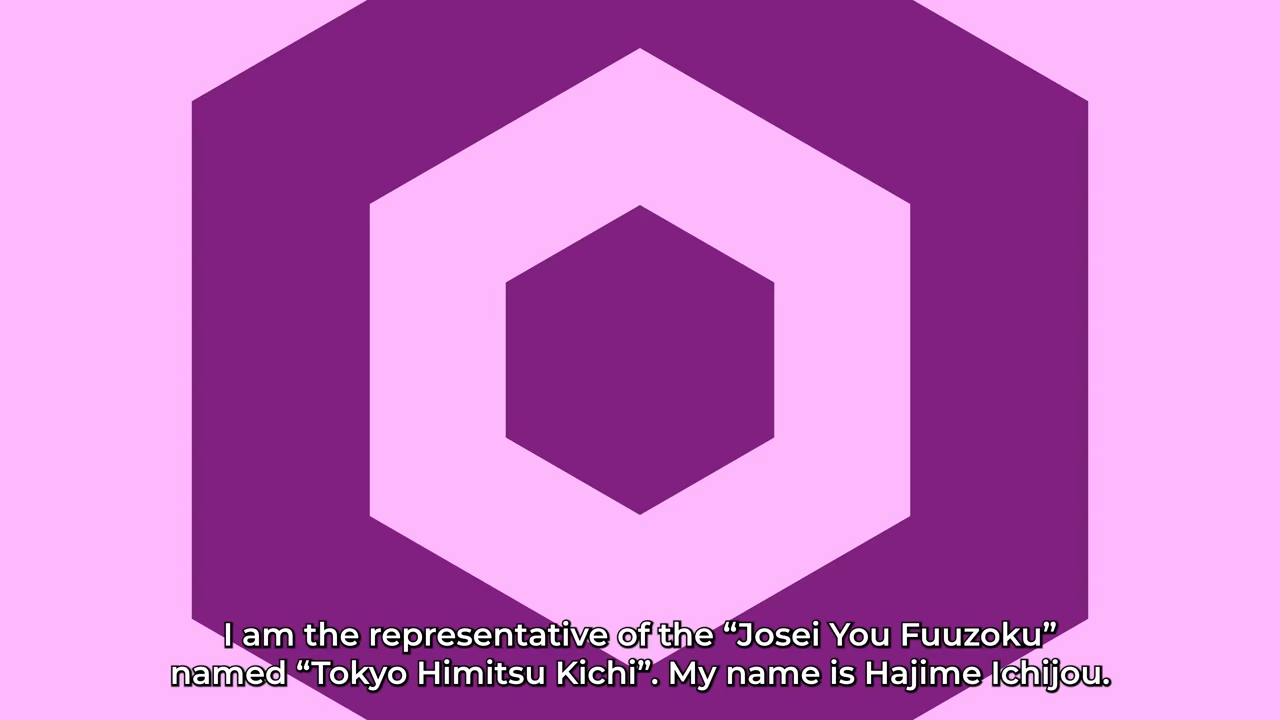 I am the representative of the “Josei You Fuuzoku”
named “Tokyo Himitsu Kichi”. My name is Hajime Ichijou.